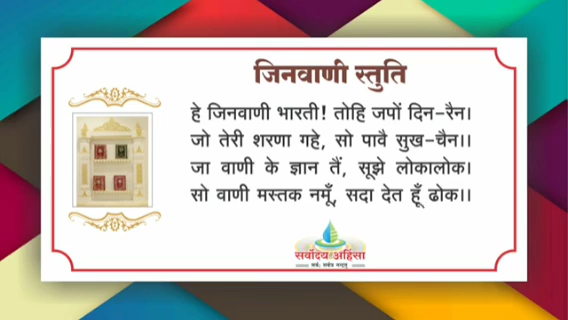 जिनवाणी स्तुति
हे जिनवाणी भारती! तोहि जपों दिन-रैन।
जो तेरी शरणा गहे, सो पावै सुख-चैन।।
जा वाणी के ज्ञान तैं, सूझे लोकालोक।
सो वाणी मस्तक नमूँ, सदा देत हूँ ढोक।।
सर्वोदय अहिंसा